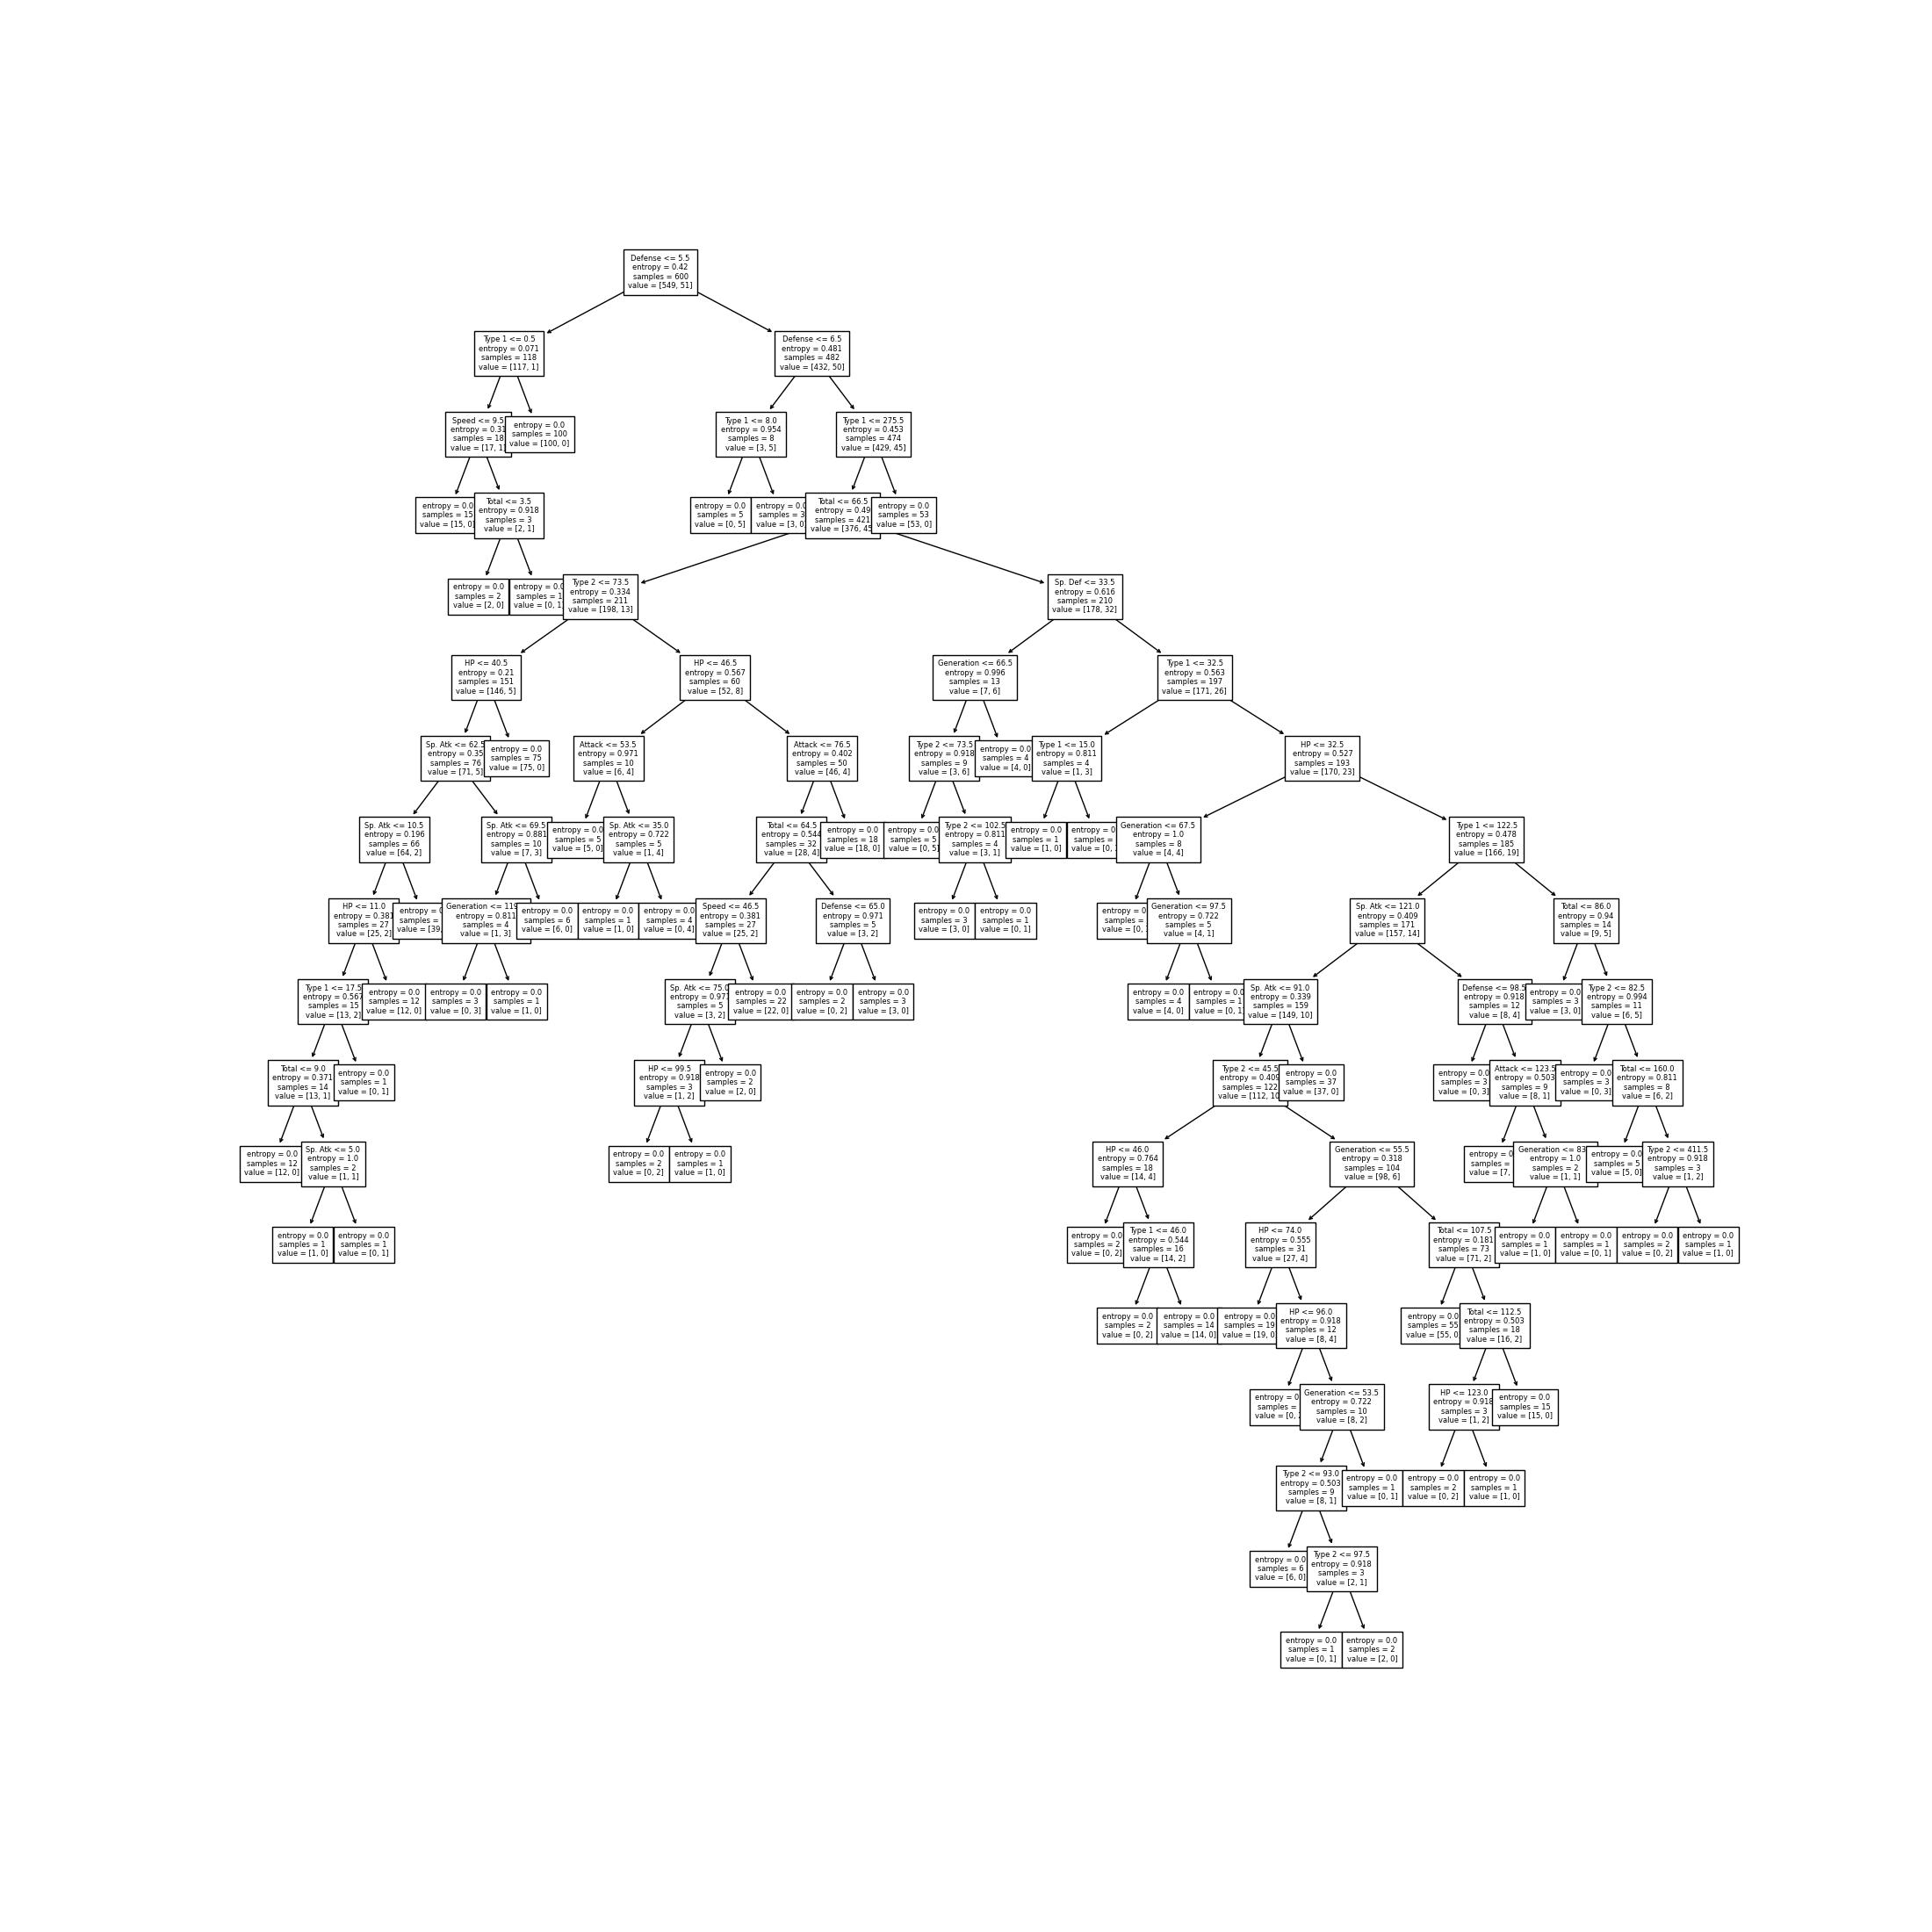 Defense <= 5.5
entropy = 0.42
samples = 600
value = [549, 51]
Type 1 <= 0.5
entropy = 0.071
samples = 118
value = [117, 1]
Defense <= 6.5
entropy = 0.481
samples = 482
value = [432, 50]
Speed <= 9.5
entropy = 0.31
samples = 18
value = [17, 1]
entropy = 0.0
samples = 100
value = [100, 0]
Type 1 <= 8.0
entropy = 0.954
samples = 8
value = [3, 5]
Type 1 <= 275.5
entropy = 0.453
samples = 474
value = [429, 45]
entropy = 0.0
samples = 15
value = [15, 0]
Total <= 3.5
entropy = 0.918
samples = 3
value = [2, 1]
entropy = 0.0
samples = 5
value = [0, 5]
entropy = 0.0
samples = 3
value = [3, 0]
Total <= 66.5
entropy = 0.49
samples = 421
value = [376, 45
entropy = 0.0
samples = 53
value = [53, 0]
entropy = 0.0
samples = 2
value = [2, 0]
entropy = 0.0
samples = 1
value = [0, 1]
Type 2 <= 73.5
entropy = 0.334
samples = 211
value = [198, 13]
Sp. Def <= 33.5
entropy = 0.616
samples = 210
value = [178, 32]
HP <= 40.5
entropy = 0.21
samples = 151
value = [146, 5]
HP <= 46.5
entropy = 0.567
samples = 60
value = [52, 8]
Generation <= 66.5
entropy = 0.996
samples = 13
value = [7, 6]
Type 1 <= 32.5
entropy = 0.563
samples = 197
value = [171, 26]
Sp. Atk <= 62.5
entropy = 0.35
samples = 76
value = [71, 5]
entropy = 0.0
samples = 75
value = [75, 0]
Attack <= 53.5
entropy = 0.971
samples = 10
value = [6, 4]
Attack <= 76.5
entropy = 0.402
samples = 50
value = [46, 4]
Type 2 <= 73.5
entropy = 0.918
samples = 9
value = [3, 6]
entropy = 0.0
samples = 4
value = [4, 0]
Type 1 <= 15.0
entropy = 0.811
samples = 4
value = [1, 3]
HP <= 32.5
entropy = 0.527
samples = 193
value = [170, 23]
Sp. Atk <= 10.5
entropy = 0.196
samples = 66
value = [64, 2]
Sp. Atk <= 69.5
entropy = 0.881
samples = 10
value = [7, 3]
entropy = 0.0
samples = 5
value = [5, 0]
Sp. Atk <= 35.0
entropy = 0.722
samples = 5
value = [1, 4]
Total <= 64.5
entropy = 0.544
samples = 32
value = [28, 4]
entropy = 0.0
samples = 18
value = [18, 0]
entropy = 0.0
samples = 5
value = [0, 5]
Type 2 <= 102.5
entropy = 0.811
samples = 4
value = [3, 1]
entropy = 0.0
samples = 1
value = [1, 0]
entropy = 0
samples =
value = [0,
Generation <= 67.5
entropy = 1.0
samples = 8
value = [4, 4]
Type 1 <= 122.5
entropy = 0.478
samples = 185
value = [166, 19]
HP <= 11.0
entropy = 0.381
samples = 27
value = [25, 2]
entropy =
samples =
value = [39,
Generation <= 119
entropy = 0.811
samples = 4
value = [1, 3]
entropy = 0.0
samples = 6
value = [6, 0]
entropy = 0.0
samples = 1
value = [1, 0]
entropy = 0.0
samples = 4
value = [0, 4]
Speed <= 46.5
entropy = 0.381
samples = 27
value = [25, 2]
Defense <= 65.0
entropy = 0.971
samples = 5
value = [3, 2]
entropy = 0.0
samples = 3
value = [3, 0]
entropy = 0.0
samples = 1
value = [0, 1]
entropy = 0
samples =
value = [0,
Generation <= 97.5
entropy = 0.722
samples = 5
value = [4, 1]
Sp. Atk <= 121.0
entropy = 0.409
samples = 171
value = [157, 14]
Total <= 86.0
entropy = 0.94
samples = 14
value = [9, 5]
Type 1 <= 17.5
entropy = 0.567
samples = 15
value = [13, 2]
entropy = 0.0
samples = 12
value = [12, 0]
entropy = 0.0
samples = 3
value = [0, 3]
entropy = 0.0
samples = 1
value = [1, 0]
Sp. Atk <= 75.0
entropy = 0.971
samples = 5
value = [3, 2]
entropy = 0.0
samples = 22
value = [22, 0]
entropy = 0.0
samples = 2
value = [0, 2]
entropy = 0.0
samples = 3
value = [3, 0]
entropy = 0.0
samples = 4
value = [4, 0]
entropy = 0.0
samples = 1
value = [0, 1
Sp. Atk <= 91.0
entropy = 0.339
samples = 159
value = [149, 10]
Defense <= 98.5
entropy = 0.918
samples = 12
value = [8, 4]
entropy = 0.0
samples = 3
value = [3, 0]
Type 2 <= 82.5
entropy = 0.994
samples = 11
value = [6, 5]
Total <= 9.0
entropy = 0.371
samples = 14
value = [13, 1]
entropy = 0.0
samples = 1
value = [0, 1]
HP <= 99.5
entropy = 0.918
samples = 3
value = [1, 2]
entropy = 0.0
samples = 2
value = [2, 0]
Type 2 <= 45.5
entropy = 0.409
samples = 122
value = [112, 10
entropy = 0.0
samples = 37
value = [37, 0]
entropy = 0.0
samples = 3
value = [0, 3]
Attack <= 123.5
entropy = 0.503
samples = 9
value = [8, 1]
entropy = 0.0
samples = 3
value = [0, 3]
Total <= 160.0
entropy = 0.811
samples = 8
value = [6, 2]
entropy = 0.0
samples = 12
value = [12, 0]
Sp. Atk <= 5.0
entropy = 1.0
samples = 2
value = [1, 1]
entropy = 0.0
samples = 2
value = [0, 2]
entropy = 0.0
samples = 1
value = [1, 0]
HP <= 46.0
entropy = 0.764
samples = 18
value = [14, 4]
Generation <= 55.5
entropy = 0.318
samples = 104
value = [98, 6]
entropy = 0
samples =
value = [7,
Generation <= 83
entropy = 1.0
samples = 2
value = [1, 1]
entropy = 0.0
samples = 5
value = [5, 0]
Type 2 <= 411.5
entropy = 0.918
samples = 3
value = [1, 2]
entropy = 0.0
samples = 1
value = [1, 0]
entropy = 0.0
samples = 1
value = [0, 1]
entropy = 0.0
samples = 2
value = [0, 2]
Type 1 <= 46.0
entropy = 0.544
samples = 16
value = [14, 2]
HP <= 74.0
entropy = 0.555
samples = 31
value = [27, 4]
Total <= 107.5
entropy = 0.181
samples = 73
value = [71, 2]
entropy = 0.0
samples = 1
value = [1, 0]
entropy = 0.0
samples = 1
value = [0, 1]
entropy = 0.0
samples = 2
value = [0, 2]
entropy = 0.0
samples = 1
value = [1, 0]
entropy = 0.0
samples = 2
value = [0, 2]
entropy = 0.0
samples = 14
value = [14, 0]
entropy = 0.0
samples = 19
value = [19, 0]
HP <= 96.0
entropy = 0.918
samples = 12
value = [8, 4]
entropy = 0.0
samples = 55
value = [55, 0]
Total <= 112.5
entropy = 0.503
samples = 18
value = [16, 2]
entropy = 0
samples =
value = [0,
Generation <= 53.5
entropy = 0.722
samples = 10
value = [8, 2]
HP <= 123.0
entropy = 0.918
samples = 3
value = [1, 2]
entropy = 0.0
samples = 15
value = [15, 0]
Type 2 <= 93.0
entropy = 0.503
samples = 9
value = [8, 1]
entropy = 0.0
samples = 1
value = [0, 1]
entropy = 0.0
samples = 2
value = [0, 2]
entropy = 0.0
samples = 1
value = [1, 0]
entropy = 0.0
samples = 6
value = [6, 0]
Type 2 <= 97.5
entropy = 0.918
samples = 3
value = [2, 1]
entropy = 0.0
samples = 1
value = [0, 1]
entropy = 0.0
samples = 2
value = [2, 0]